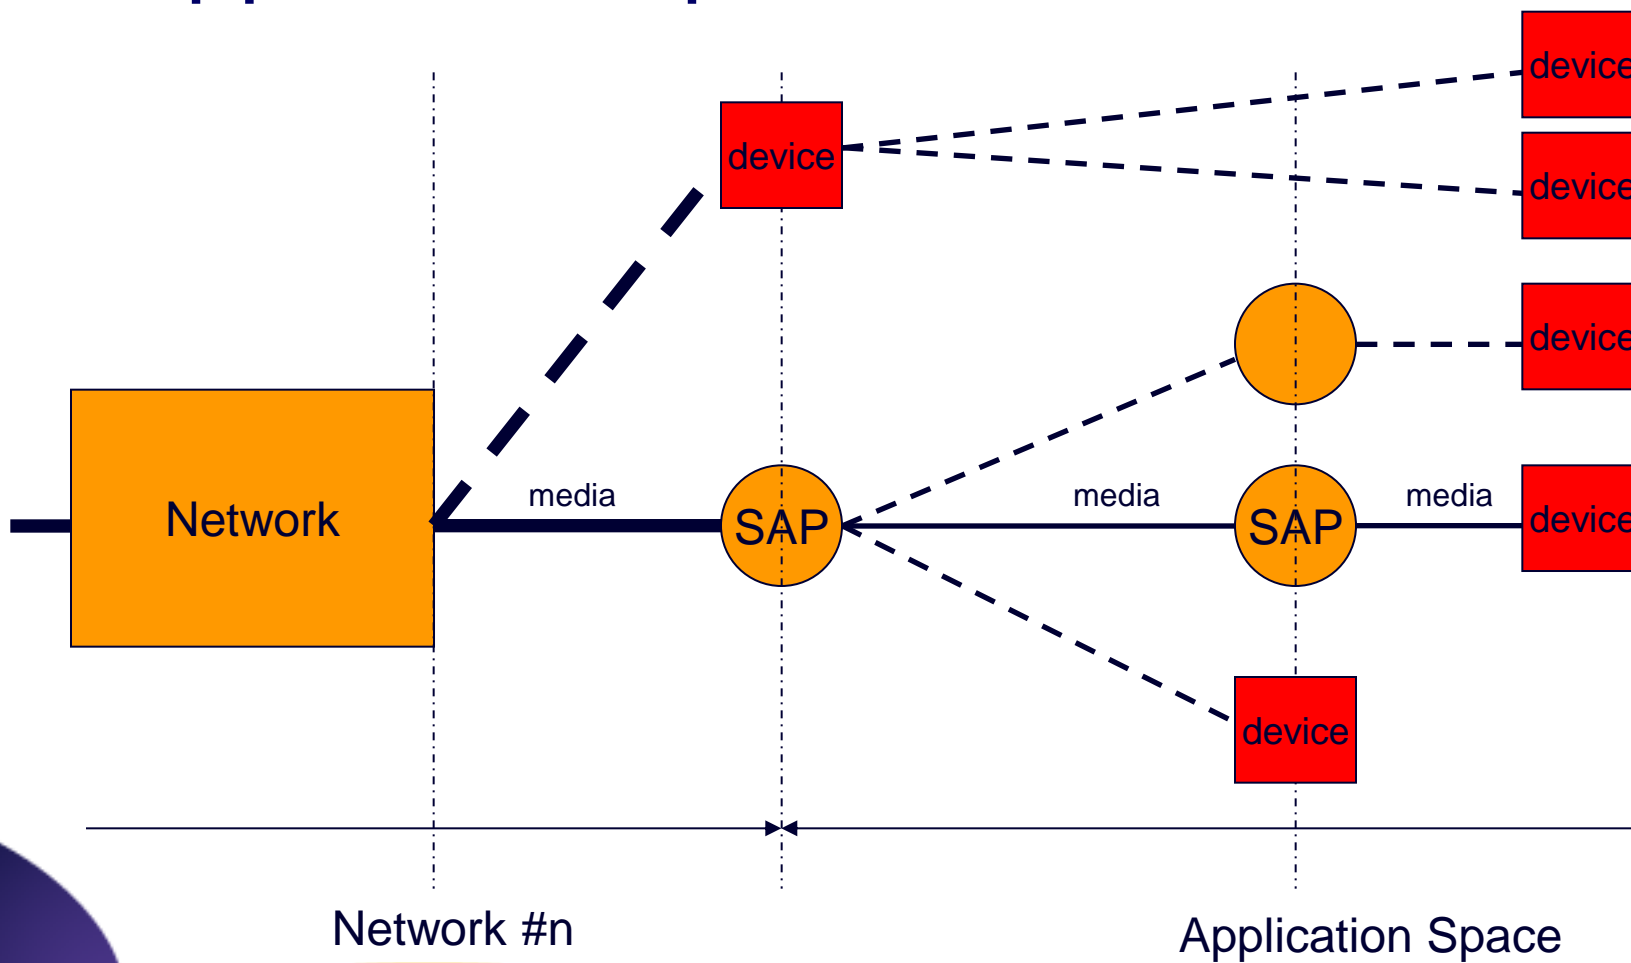 device
device
device
device
media
media
media
Network
SAP
SAP
device
device
Network #n
Application Space